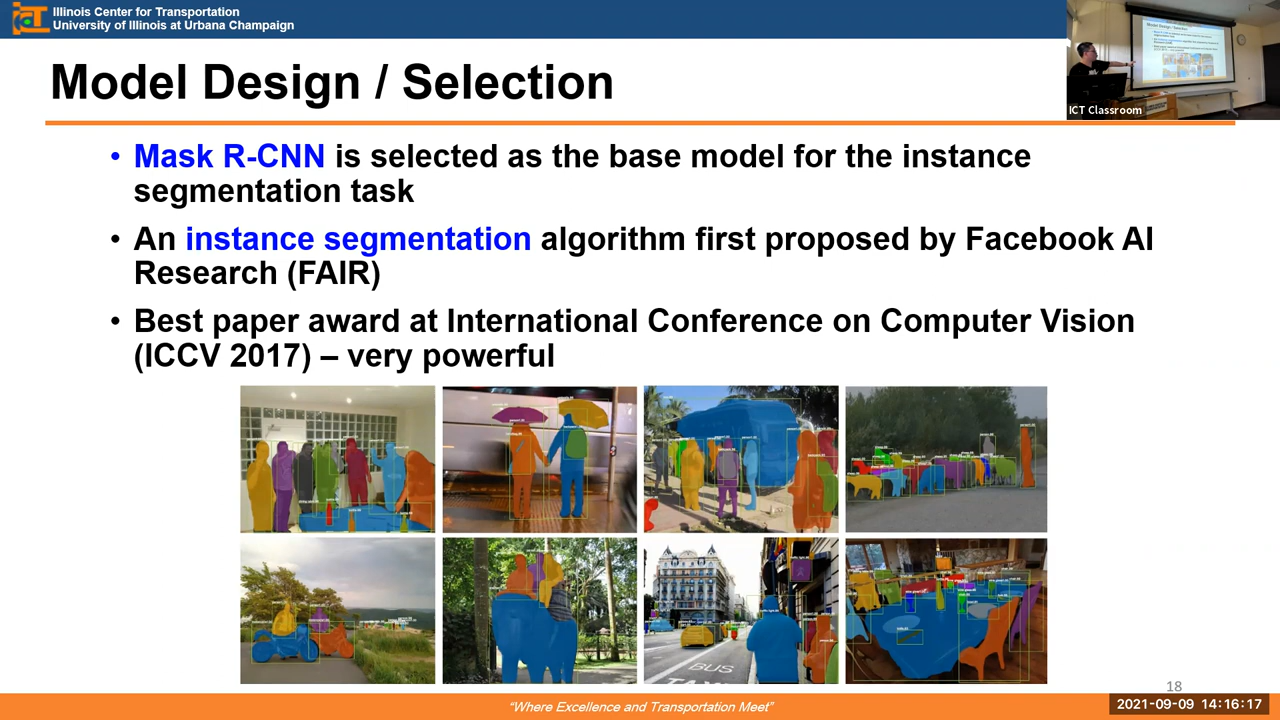 Illinois Center for Transportation
University of Illinois at Urbana Champaign
Model Design / Selection
ICT Classroom
• Mask R-CNN is selected as the base model for the instance
segmentation task
• An instance segmentation algorithm first proposed by Facebook AI
Research (FAIR)
• Best paper award at International Conference on Computer Vision
(ICCV 2017) – very powerful
BUS
18
“Where Excellence and Transportation Meet”
2021-09-09 14:16:17